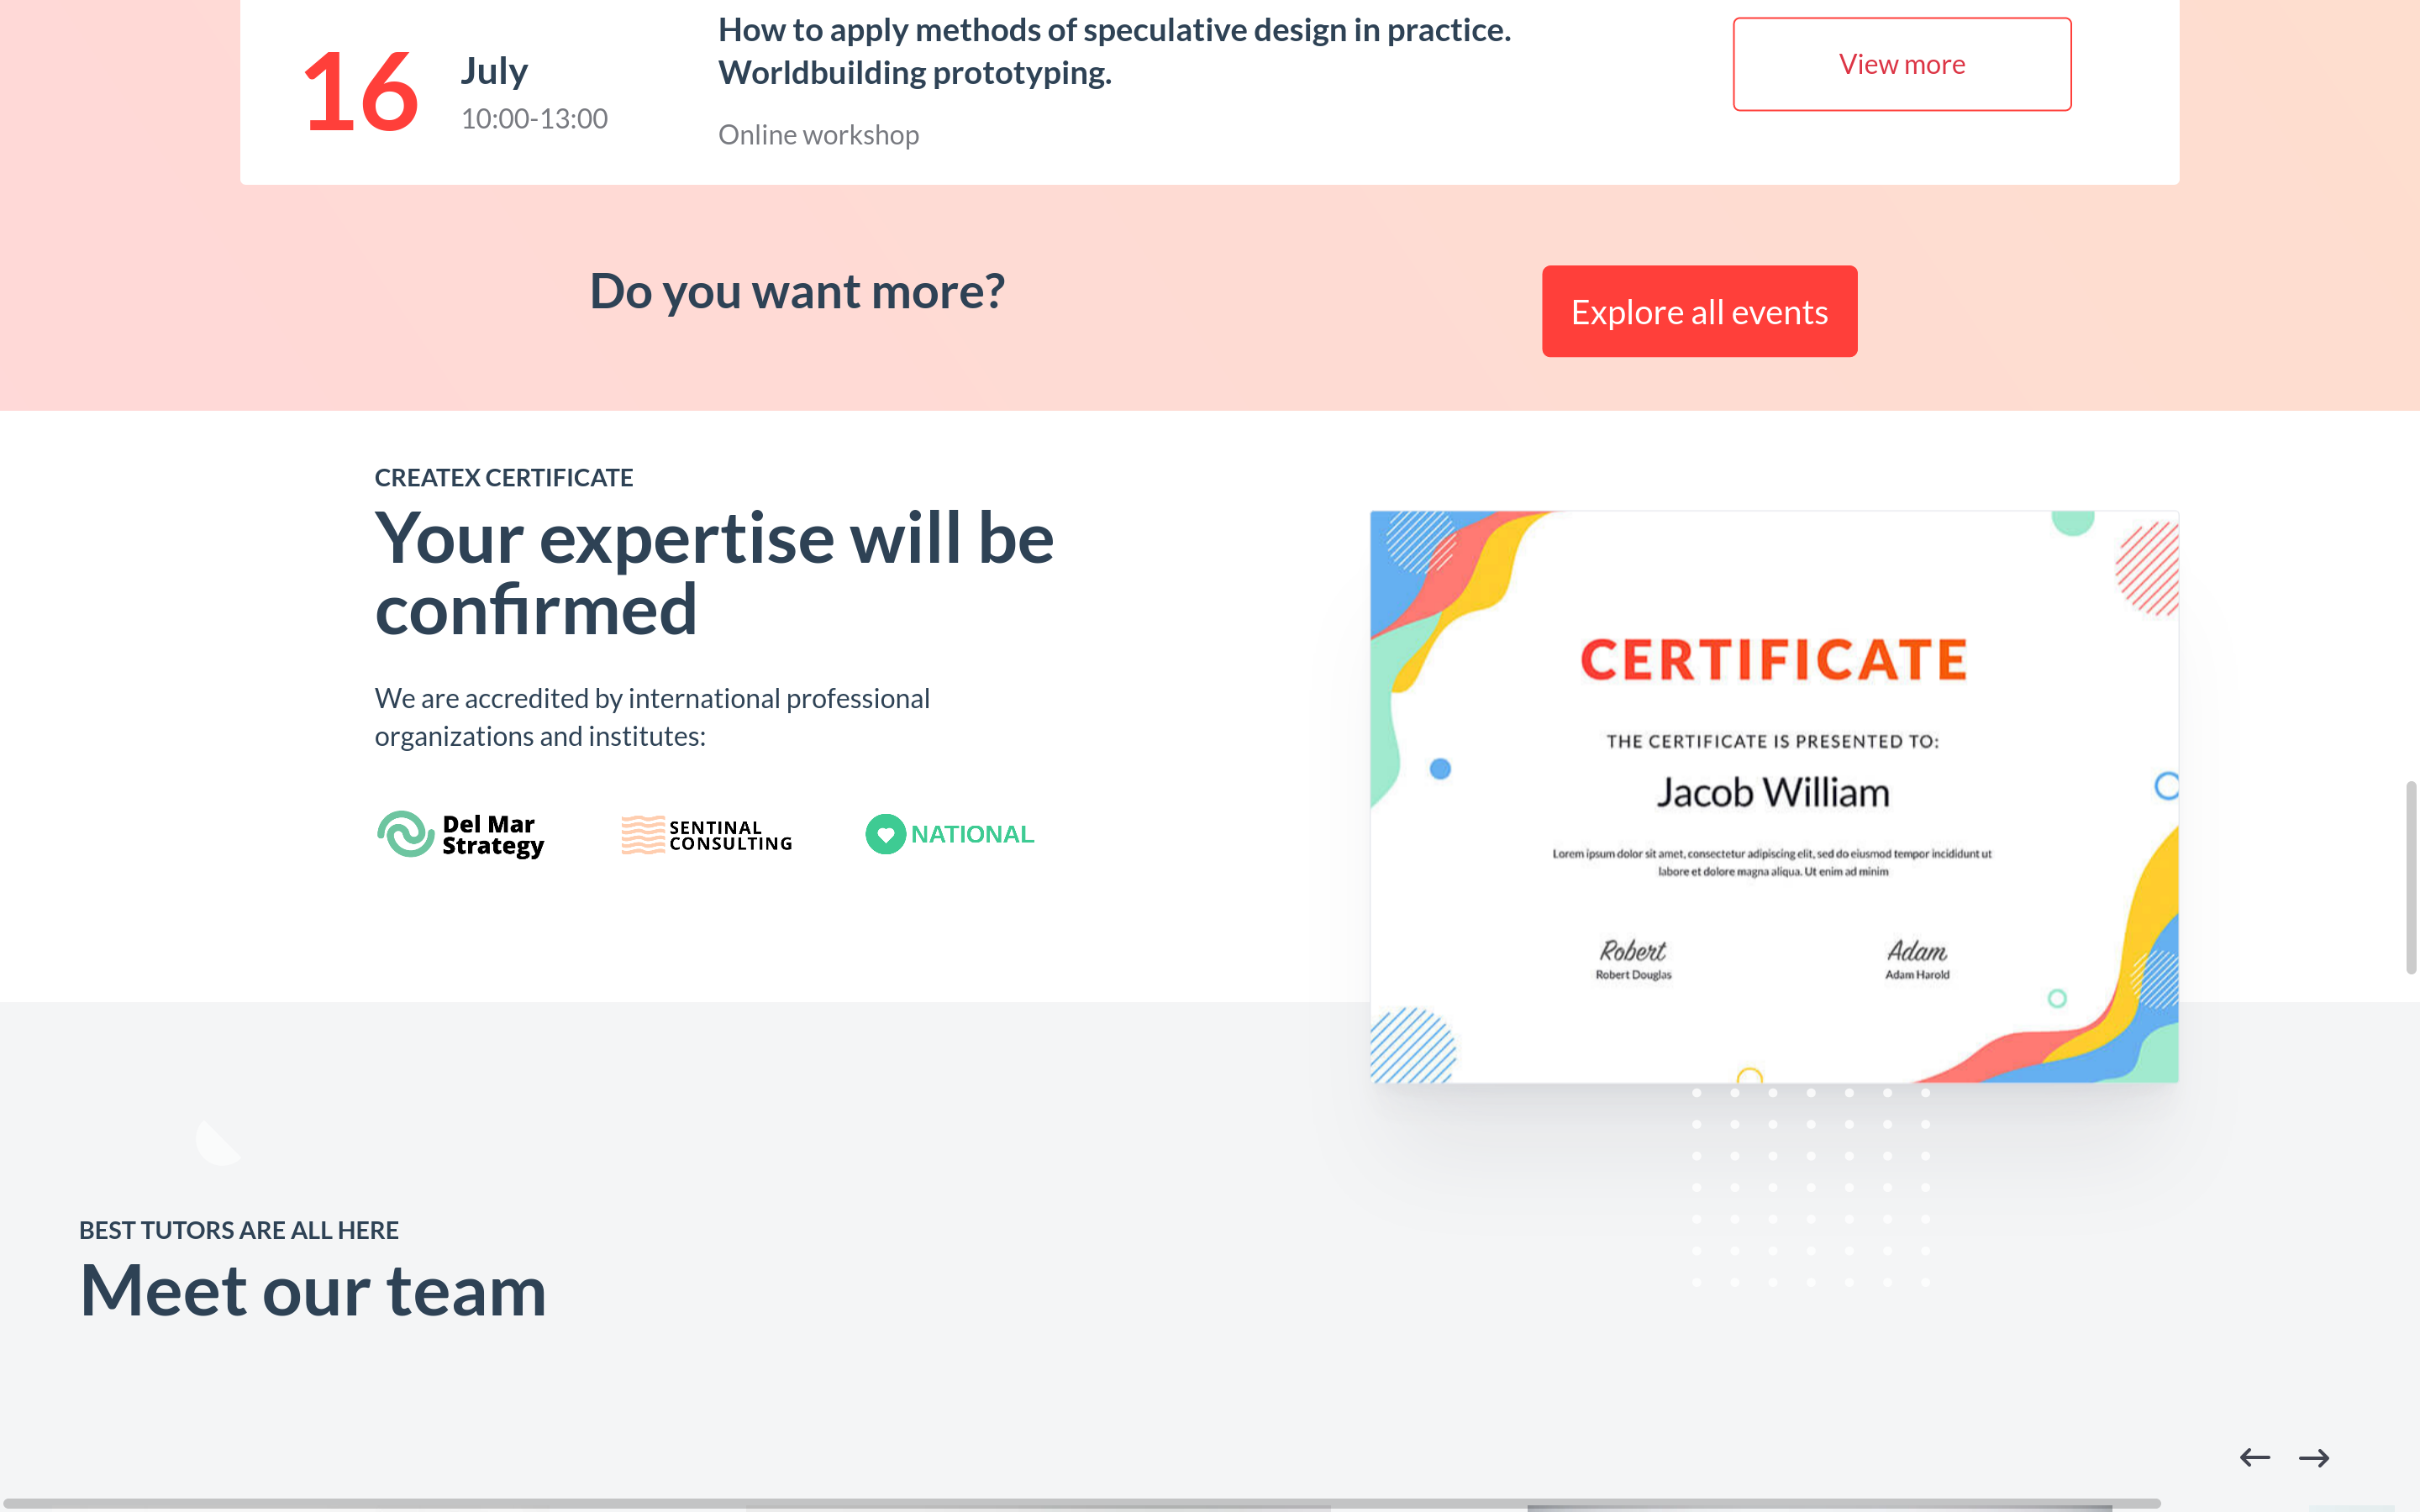 16
July
10:00-13:00
How to apply methods of speculative design in practice.
Worldbuilding prototyping.
Online workshop
View more
Do you want more?
Explore all events
CREATEX CERTIFICATE
Your expertise will be
confirmed
We are accredited by international professional
organizations and institutes:
Del Mar
Strategy
SENTINAL
CONSULTING
NATIONAL
CERTIFICATE
THE CERTIFICATE IS PRESENTED TO:
Jacob William
Lorem ipsum dolor sit amet, consectetur adipiscing elit, sed do eiusmod tempor incididunt ut
labore et dolore magna aliqua. Ut enim ad minim
Robert
Robert Douglas
Adam
Adam Harold
BEST TUTORS ARE ALL HERE
Meet our team